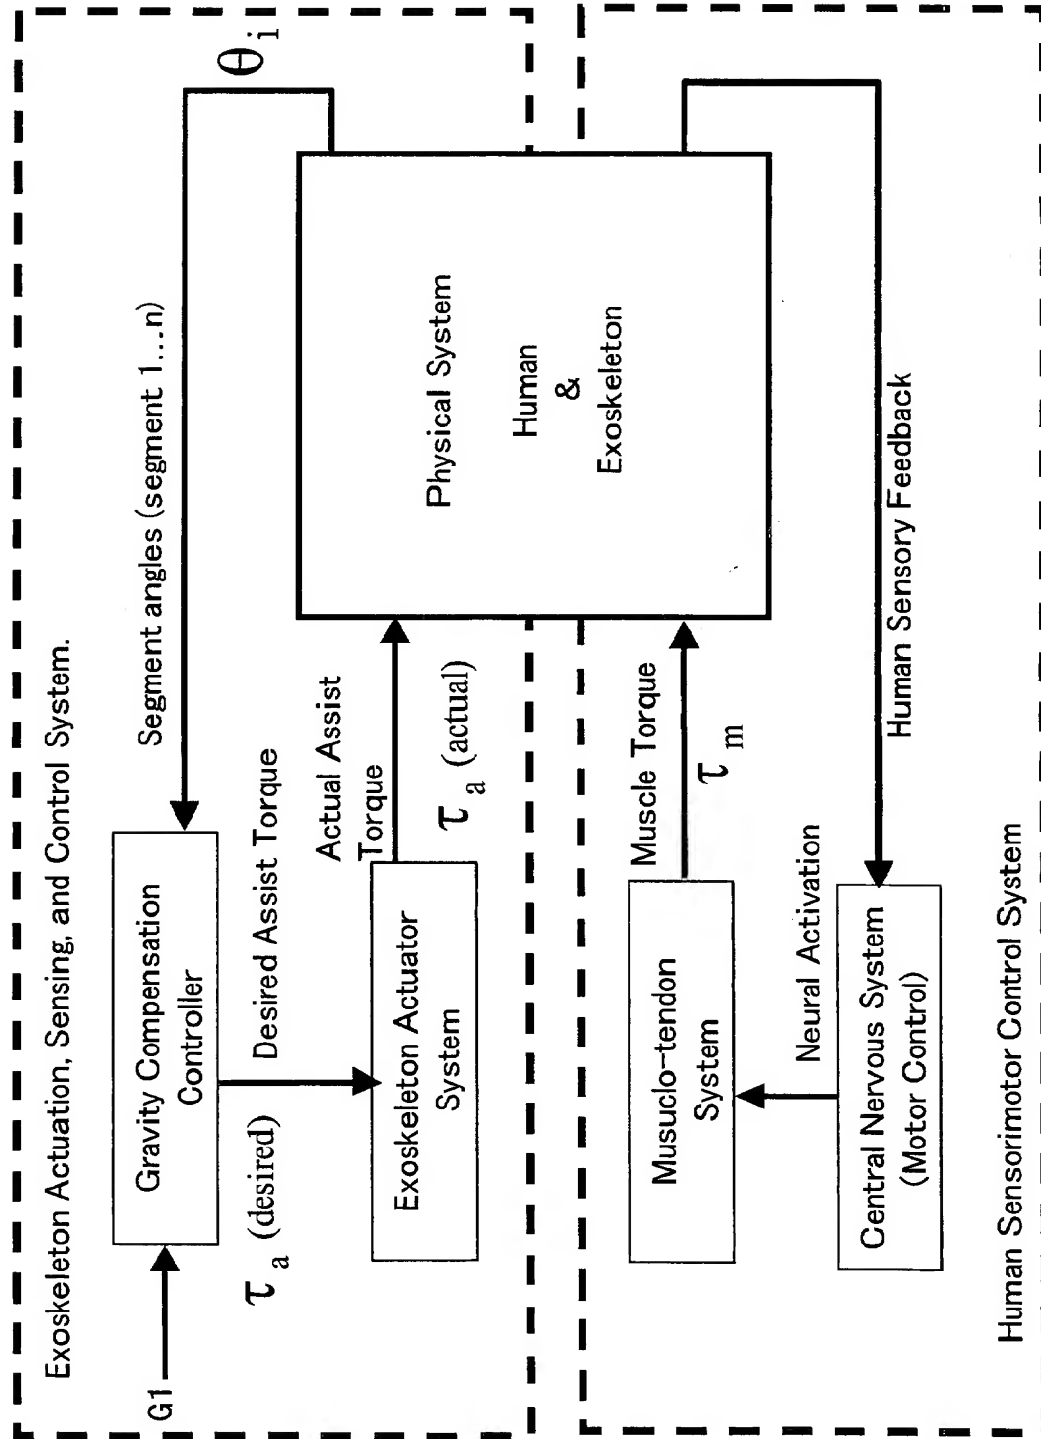 Exoskeleton Actuation, Sensing, and Control System.
G1
Gravity Compensation
Controller
Segment angles (segment 1...n)
θ i
τ a (desired)
Desired Assist Torque
Exoskeleton Actuator
System
Actual Assist
Torque
τ a (actual)
Physical System
Human
&
Exoskeleton
Musuclo-tendon
System
Muscle Torque
τ m
Neural Activation
Central Nervous System
(Motor Control)
Human Sensory Feedback
Human Sensorimotor Control System